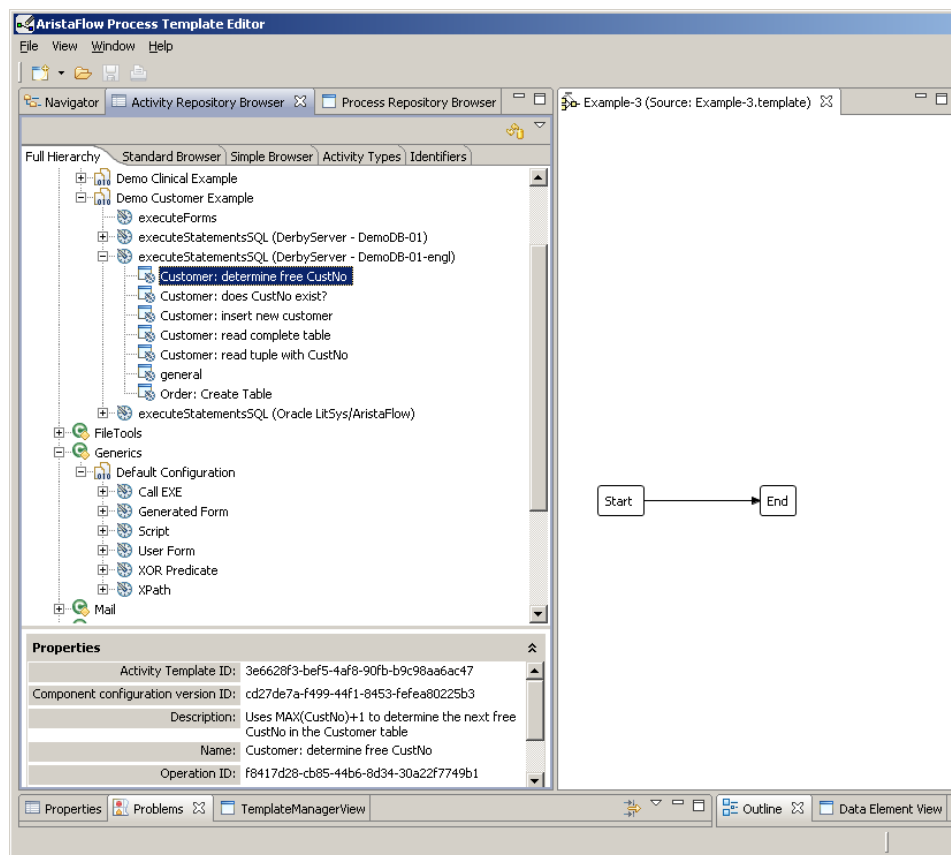 AristaFlow Process Template Editor
File View Window Help
Navigator Activity Repository Browser Process Repository Browser
Example-3 (Source: Example-3.template)
Full Hierarchy Standard Browser Simple Browser Activity Types Identifiers
Demo Clinical Example
Demo Customer Example
executeForms
executeStatementsSQL (DerbyServer - DemoDB-01)
executeStatementsSQL (DerbyServer - DemoDB-01-engl)
Customer: determine free CustNo
Customer: does CustNo exist?
Customer: insert new customer
Customer: read complete table
Customer: read tuple with CustNo
general
Order: Create Table
executeStatementsSQL (Oracle LitSys/AristaFlow)
FileTools
Generics
Default Configuration
Call EXE
Generated Form
Script
User Form
XOR Predicate
XPath
Mail
Start End
Properties
Activity Template ID: 3e6628f3-bef5-4af8-90fb-b9c98aa6ac47
Component configuration version ID: cd27de7a-f499-44f1-8453-fefea80225b3
Description: Uses MAX(CustNo)+1 to determine the next free
CustNo in the Customer table
Name: Customer: determine free CustNo
Operation ID: f8417d28-cb85-44b6-8d34-30a22f7749b1
Properties Problems TemplateManagerView
Outline Data Element View